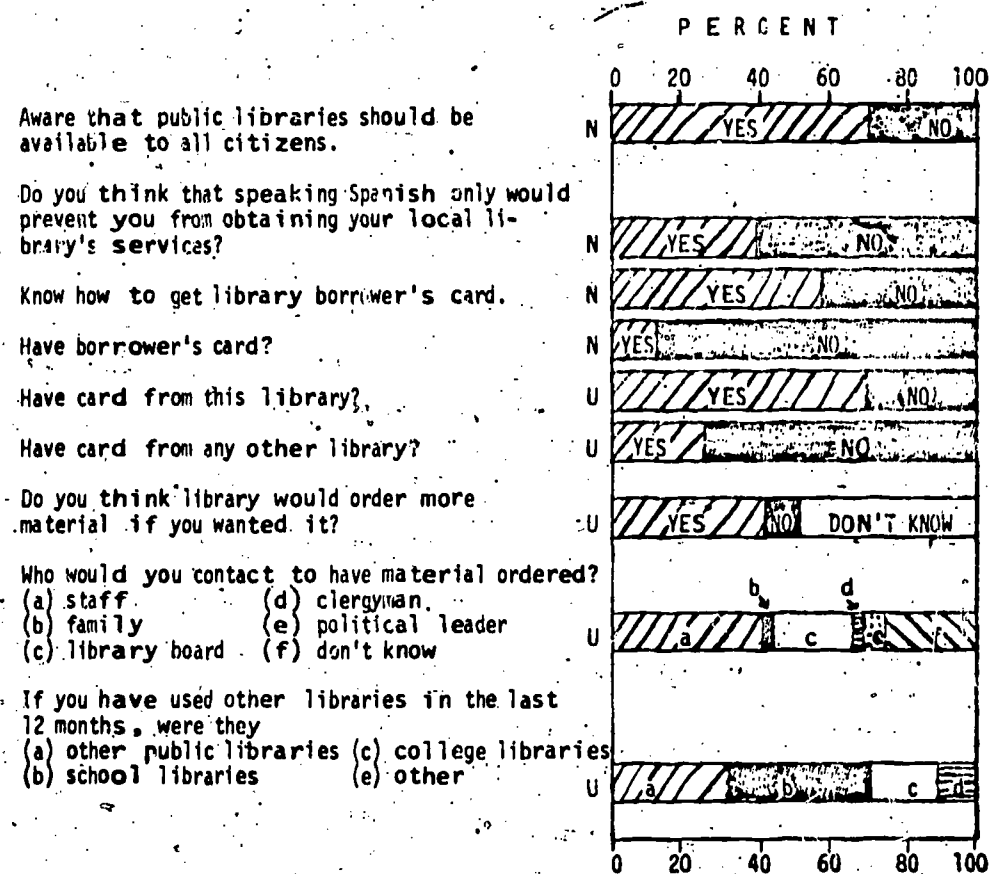 PERCENT
0 20 40 60 80 100
Aware that public libraries should be
available to all citizens.
N YES NO
Do you think that speaking Spanish only would
prevent you from obtaining your local li-
brary's services?
N YES NO
Know how to get library borrower's card. N YES NO
Have borrower's card? N YES NO
Have card from this library? U YES NO
Have card from any other library? U YES NO
Do you think library would order more
material if you wanted it? U YES NO DON'T KNOW
Who would you contact to have material ordered?
(a) staff (d) clergyman
(b) family (e) political leader
(c) library board (f) don't know
b d
U a c e
If you have used other libraries in the last
12 months, were they
(a) other public libraries (c) college libraries
(b) school libraries (e) other
U a b c d
0 20 40 60 80 100